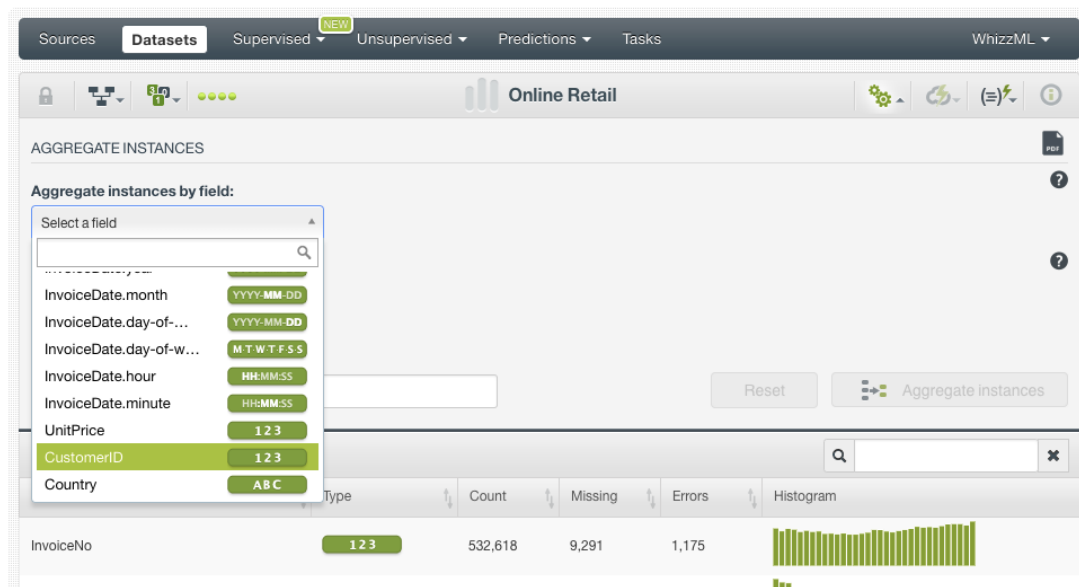 NEW
Sources Datasets Supervised Unsupervised Predictions Tasks WhizzML
Online Retail
AGGREGATE INSTANCES
PDF
Aggregate instances by field:
Select a field
InvoiceDate.month YYYY-MM-DD
InvoiceDate.day-of-... YYYY-MM-DD
InvoiceDate.day-of-w... M-T-W-T-F-S-S
InvoiceDate.hour HH:MM:SS
InvoiceDate.minute HH:MM:SS
Reset Aggregate instances
UnitPrice 123
CustomerID 123
Country ABC
Type Count Missing Errors Histogram
InvoiceNo 123 532,618 9,291 1,175